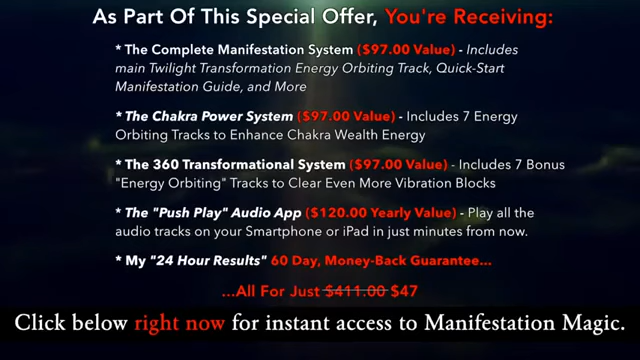 As Part Of This Special Offer, You're Receiving:
* The Complete Manifestation System ($97.00 Value) - Includes
main Twilight Transformation Energy Orbiting Track, Quick-Start
Manifestation Guide, and More
* The Chakra Power System ($97.00 Value) - Includes 7 Energy
Orbiting Tracks to Enhance Chakra Wealth Energy
* The 360 Transformational System ($97.00 Value) - Includes 7 Bonus
"Energy Orbiting" Tracks to Clear Even More Vibration Blocks
* The "Push Play" Audio App ($120.00 Yearly Value) - Play all the
audio tracks on your Smartphone or iPad in just minutes from now.
* My "24 Hour Results" 60 Day, Money-Back Guarantee...
...All For Just $411.00 $47
Click below right now for instant access to Manifestation Magic.